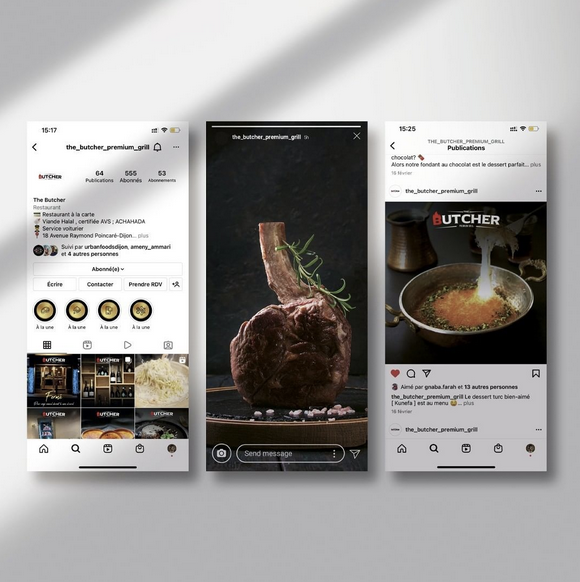 15:17
the_butcher_premium_grill
BUTCHER
64
555
53
Publications
Abonnés
Abonnements
The Butcher
Restaurant
Restaurant à la carte
Viande Halal , certifiée AVS ; ACHAHADA
Service voiturier
18 Avenue Raymond Poincaré-Dijon... plus
Suivi par urbanfoodsdijon, ameny_ammari
et 4 autres personnes
Abonné(e)
Écrire
Contacter
Prendre RDV
À la une
À la une
À la une
À la une
BUTCHER
BUTCHER
BUTCHER
BUTCHER
BUTCHER
BUTCHER
the_butcher_premium_grill
Send message
15:25
THE_BUTCHER_PREMIUM_GRILL
Publications
chocolat?
Alors notre fondant au chocolat est le dessert parfait... plus
18 février
the_butcher_premium_grill
BUTCHER
Aimé par gnaba.farah et 13 autres personnes
the_butcher_premium_grill Le dessert turc bien-aimé
[ Kunefa ] est au menu ... plus
18 février
the_butcher_premium_grill